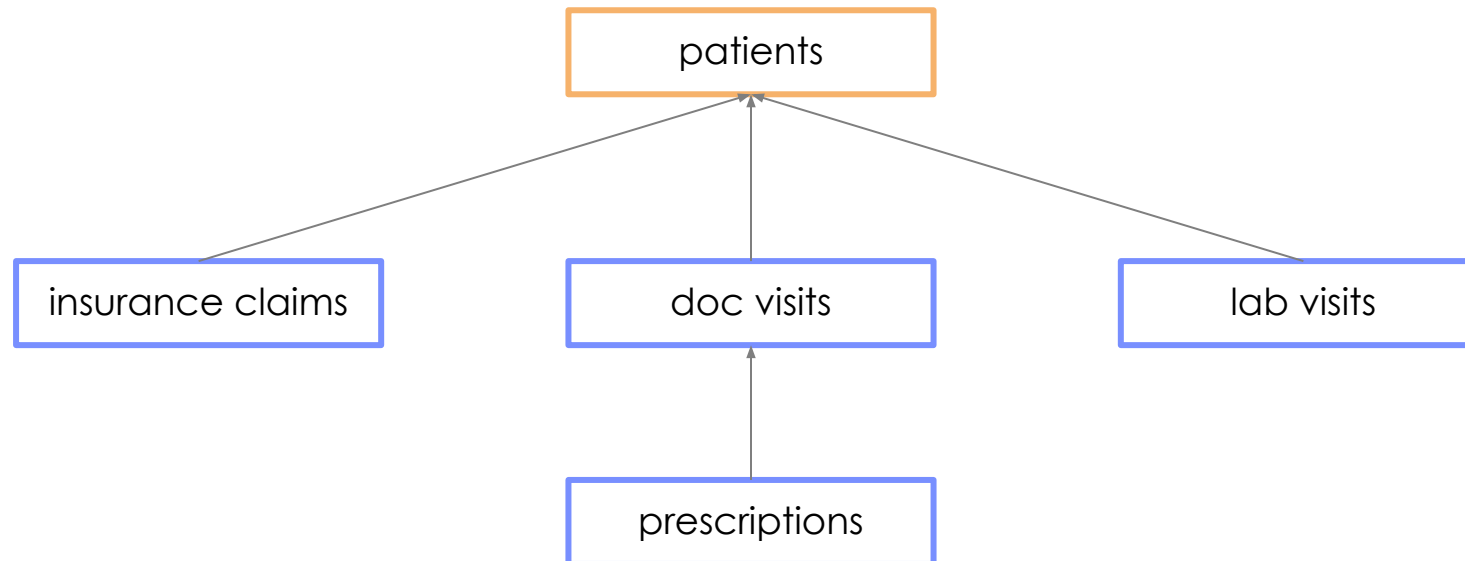 patients
insurance claims
doc visits
lab visits
prescriptions